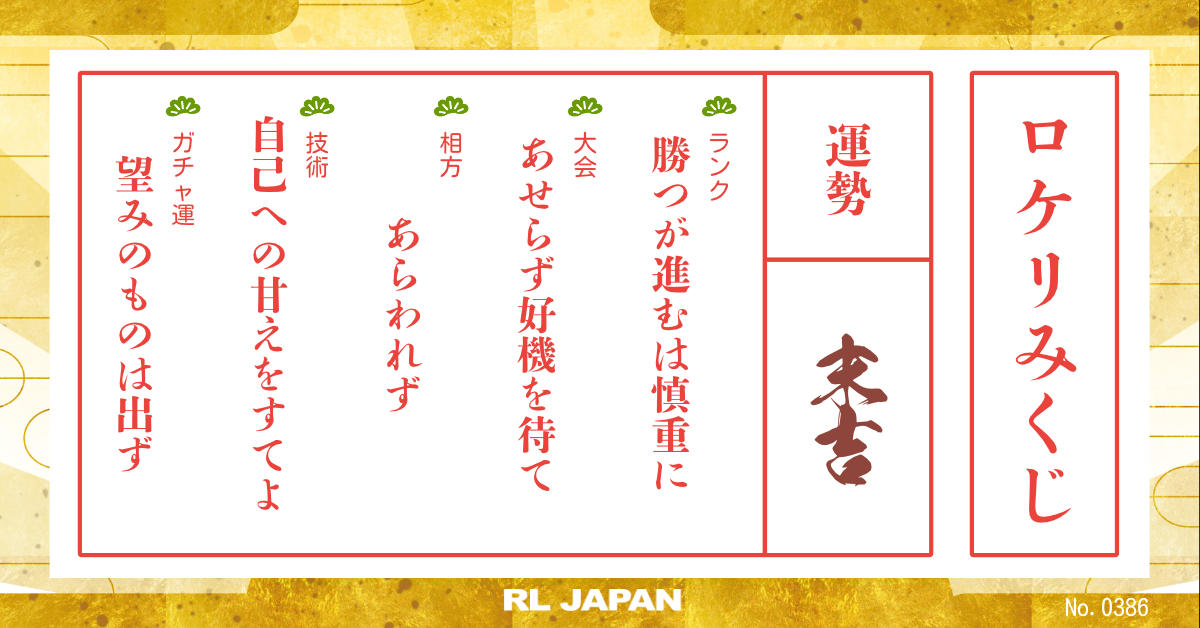 ロケリみくじ
運勢
末吉
ランク
勝つが進むは慎重に
大会
あせらず好機を待て
相方
あらわれず
技術
自己への甘えをすてよ
ガチャ運
望みのものは出ず
RL JAPAN
No. 0386